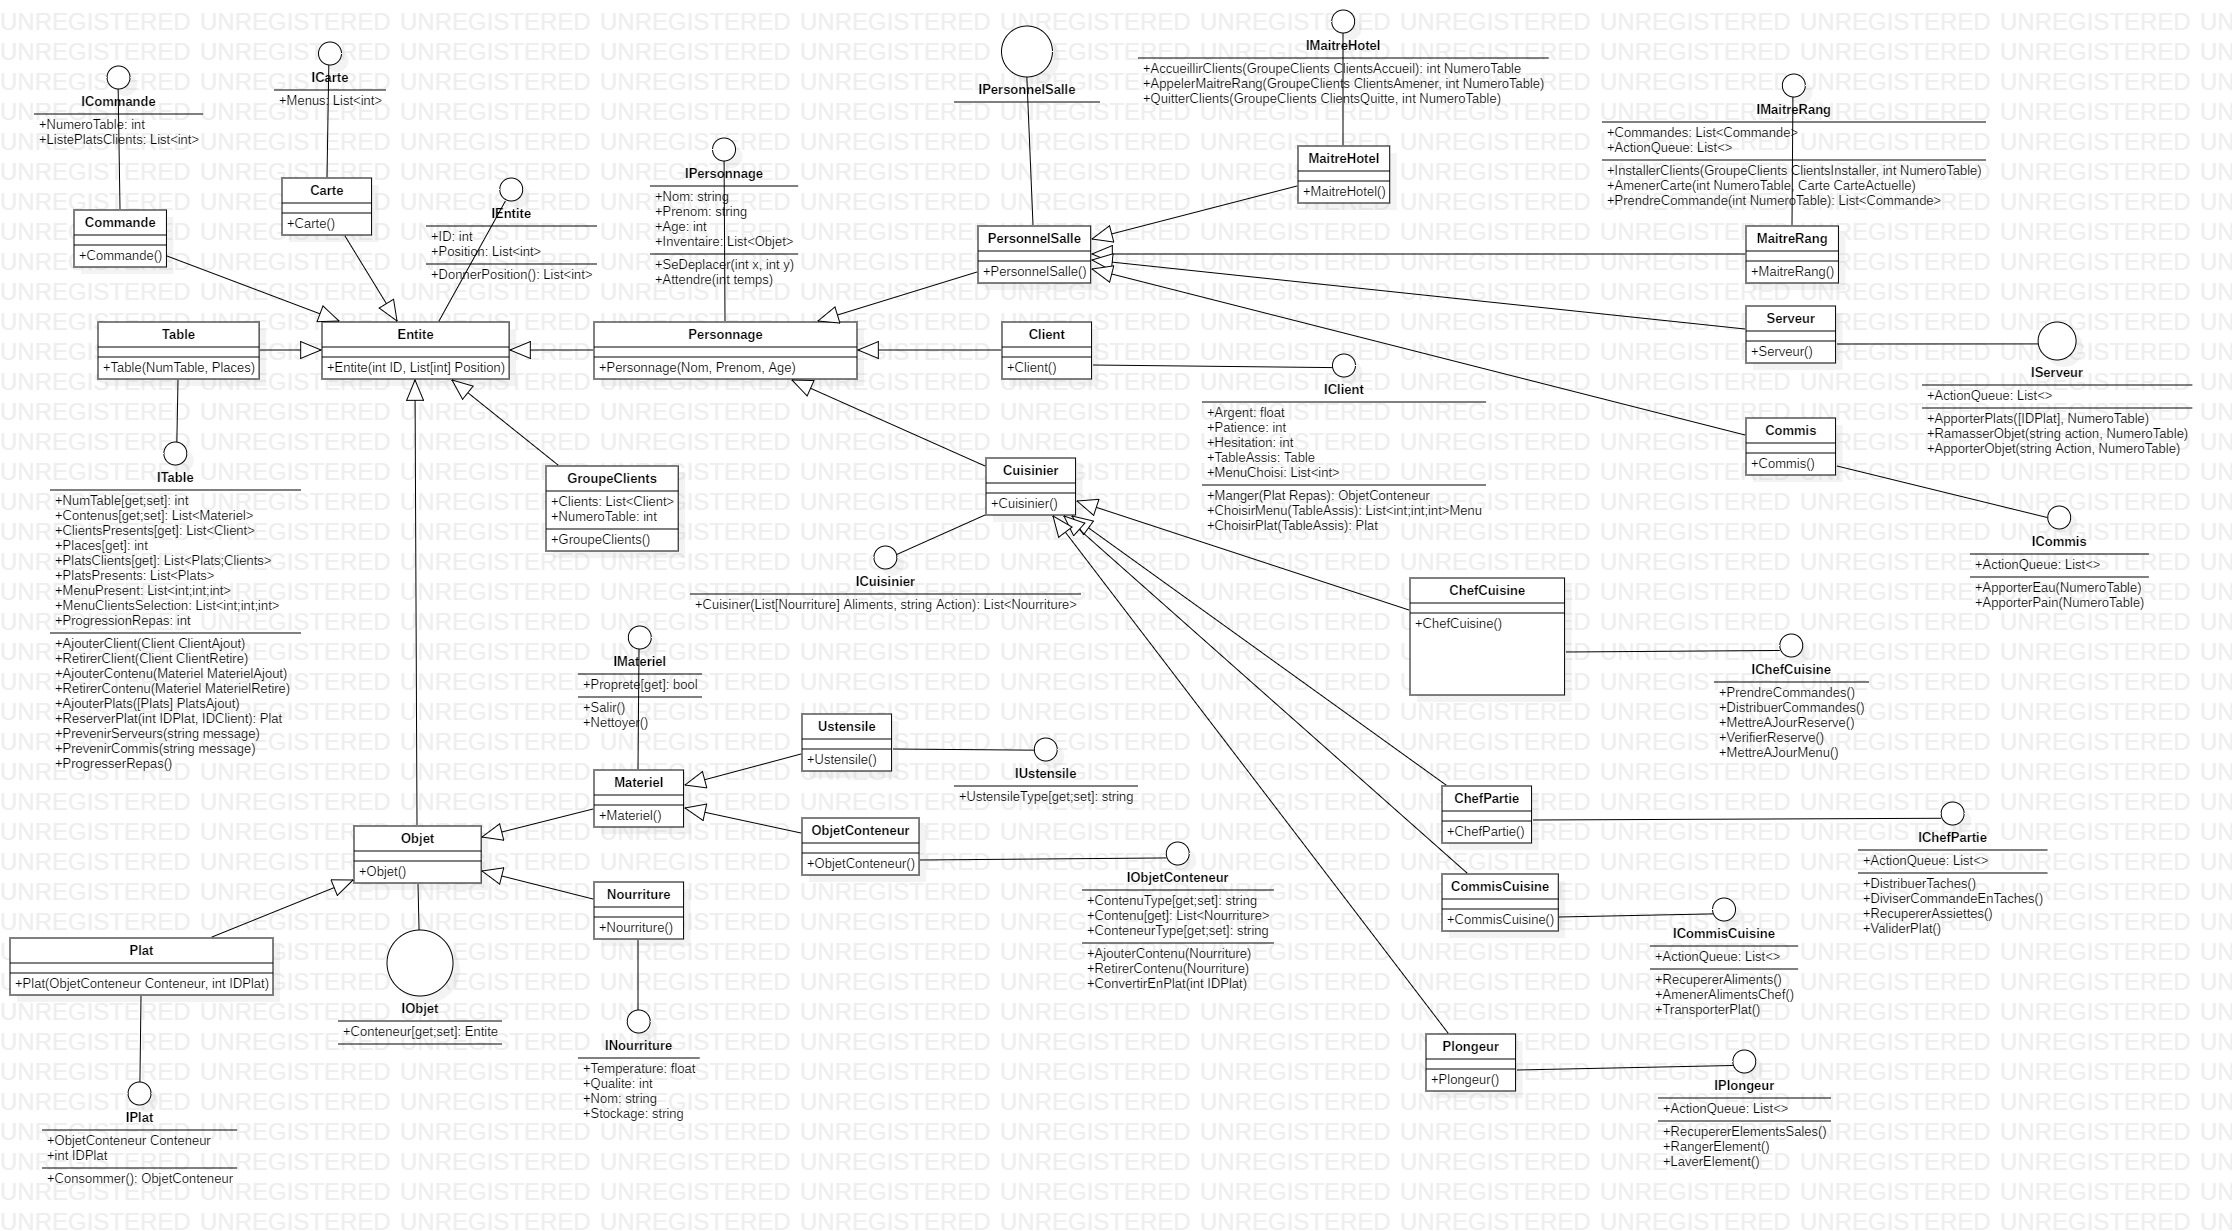 ICommande
+NumeroTable: int
+ListePlatsClients: List<int>
ICarte
+Menus: List<int>
IEntite
+ID: int
+Position: List<int>
+DonnerPosition(): List<int>
IPersonnage
+Nom: string
+Prenom: string
+Age: int
+Inventaire: List<Objet>
+SeDeplacer(int x, int y)
+Attendre(int temps)
IPersonnelSalle
IMaitreHotel
+AccueillirClients(GroupeClients ClientsAccueil): int NumeroTable
+AppelerMaitreRang(GroupeClients ClientsAmener, int NumeroTable)
+QuitterClients(GroupeClients ClientsQuitte, int NumeroTable)
IMaitreRang
+Commandes: List<Commande>
+ActionQueue: List<>
+InstallerClients(GroupeClients ClientsInstaller, int NumeroTable)
+AmenerCarte(int NumeroTable, Carte CarteActuelle)
+PrendreCommande(int NumeroTable): List<Commande>
Commande
+Commande()
Carte
+Carte()
MaitreHotel
+MaitreHotel()
PersonnelSalle
+PersonnelSalle()
MaitreRang
+MaitreRang()
Table
+Table(NumTable, Places)
Entite
+Entite(int ID, List[int] Position)
Personnage
+Personnage(Nom, Prenom, Age)
Client
+Client()
Serveur
+Serveur()
IServeur
+ActionQueue: List<>
+ApporterPlats([IDPlat], NumeroTable)
+RamasserObjet(string action, NumeroTable)
+ApporterObjet(string Action, NumeroTable)
IClient
+Argent: float
+Patience: int
+Hesitation: int
+TableAssis: Table
+MenuChoisi: List<int>
+Manger(Plat Repas): ObjetConteneur
+ChoisirMenu(TableAssis): List<int;int;int>Menu
+ChoisirPlat(TableAssis): Plat
Commis
+Commis()
ICommis
+ActionQueue: List<>
+ApporterEau(NumeroTable)
+ApporterPain(NumeroTable)
ITable
+NumTable[get;set]: int
+Contenus[get;set]: List<Materiel>
+ClientsPresents[get]: List<Client>
+Places[get]: int
+PlatsClients[get]: List<Plats;Clients>
+PlatsPresents: List<Plats>
+MenuPresent: List<int;int;int>
+MenuClientsSelection: List<int;int;int>
+ProgressionRepas: int
+AjouterClient(Client ClientAjout)
+RetirerClient(Client ClientRetire)
+AjouterContenu(Materiel MaterielAjout)
+RetirerContenu(Materiel MaterielRetire)
+AjouterPlats([Plats] PlatsAjout)
+ReserverPlat(int IDPlat, IDClient): Plat
+PrevenirServeurs(string message)
+PrevenirCommis(string message)
+ProgresserRepas()
GroupeClients
+Clients: List<Client>
+NumeroTable: int
+GroupeClients()
Cuisinier
+Cuisinier()
ICuisinier
+Cuisiner(List[Nourriture] Aliments, string Action): List<Nourriture>
ChefCuisine
+ChefCuisine()
IChefCuisine
+PrendreCommandes()
+DistribuerCommandes()
+MettreAJourReserve()
+VerifierReserve()
+MettreAJourMenu()
IMateriel
+Proprete[get]: bool
+Salir()
+Nettoyer()
Materiel
+Materiel()
Ustensile
+Ustensile()
IUstensile
+UstensileType[get;set]: string
ObjetConteneur
+ObjetConteneur()
IObjetConteneur
+ContenuType[get;set]: string
+Contenu[get]: List<Nourriture>
+ConteneurType[get;set]: string
+AjouterContenu(Nourriture)
+RetirerContenu(Nourriture)
+ConvertirEnPlat(int IDPlat)
ChefPartie
+ChefPartie()
IChefPartie
+ActionQueue: List<>
+DistribuerTaches()
+DiviserCommandeEnTaches()
+RecupererAssiettes()
+ValiderPlat()
CommisCuisine
+CommisCuisine()
ICommisCuisine
+ActionQueue: List<>
+RecupererAliments()
+AmenerAlimentsChef()
+TransporterPlat()
Objet
+Objet()
Nourriture
+Nourriture()
Plat
+Plat(ObjetConteneur Conteneur, int IDPlat)
IObjet
+Conteneur[get;set]: Entite
INourriture
+Temperature: float
+Qualite: int
+Nom: string
+Stockage: string
Plongeur
+Plongeur()
IPlongeur
+ActionQueue: List<>
+RecupererElementsSales()
+RangerElement()
+LaverElement()
IPlat
+ObjetConteneur Conteneur
+int IDPlat
+Consommer(): ObjetConteneur
UNREGISTERED